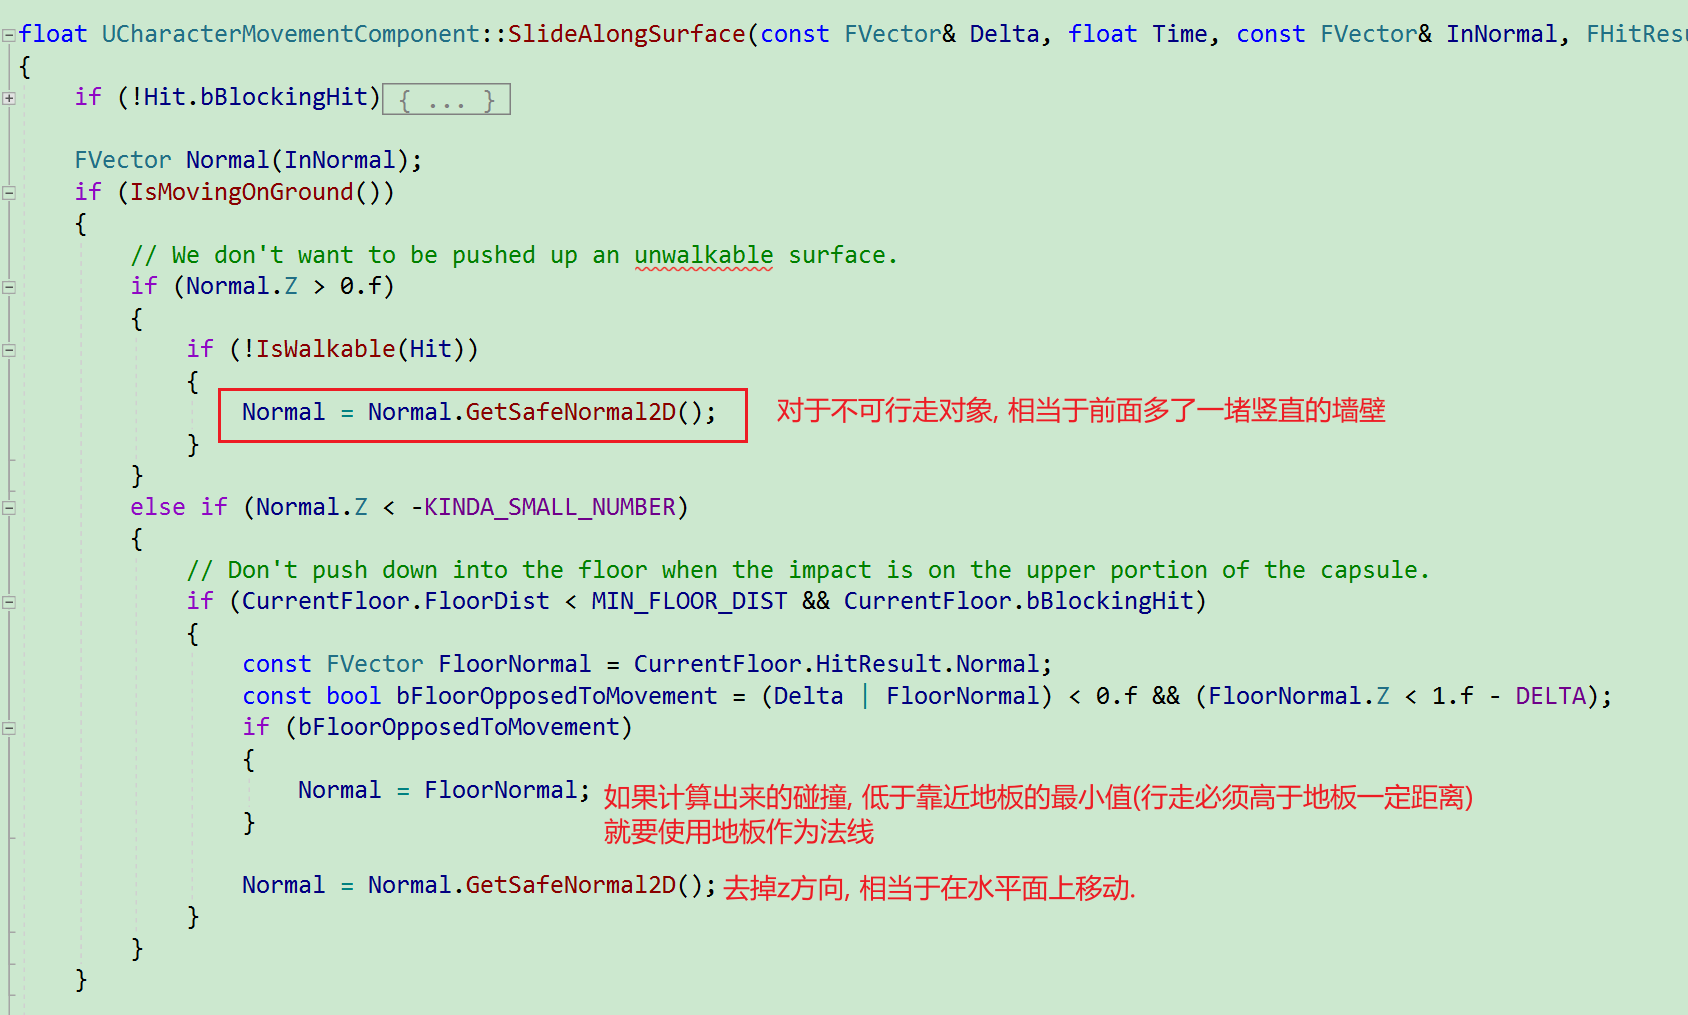 float UCharacterMovementComponent::SlideAlongSurface(const FVector& Delta, float Time, const FVector& InNormal, FHitResu
{
if (!Hit.bBlockingHit){ ... }
FVector Normal(InNormal);
if (IsMovingOnGround())
{
// We don't want to be pushed up an unwalkable surface.
if (Normal.Z > 0.f)
{
if (!IsWalkable(Hit))
{
Normal = Normal.GetSafeNormal2D(); 对于不可行走对象, 相当于前面多了一堵竖直的墙壁
}
}
else if (Normal.Z < -KINDA_SMALL_NUMBER)
{
// Don't push down into the floor when the impact is on the upper portion of the capsule.
if (CurrentFloor.FloorDist < MIN_FLOOR_DIST && CurrentFloor.bBlockingHit)
{
const FVector FloorNormal = CurrentFloor.HitResult.Normal;
const bool bFloorOpposedToMovement = (Delta | FloorNormal) < 0.f && (FloorNormal.Z < 1.f - DELTA);
if (bFloorOpposedToMovement)
{
Normal = FloorNormal; 如果计算出来的碰撞, 低于靠近地板的最小值(行走必须高于地板一定距离)
就要使用地板作为法线
}
Normal = Normal.GetSafeNormal2D(); 去掉z方向, 相当于在水平面上移动.
}
}
}